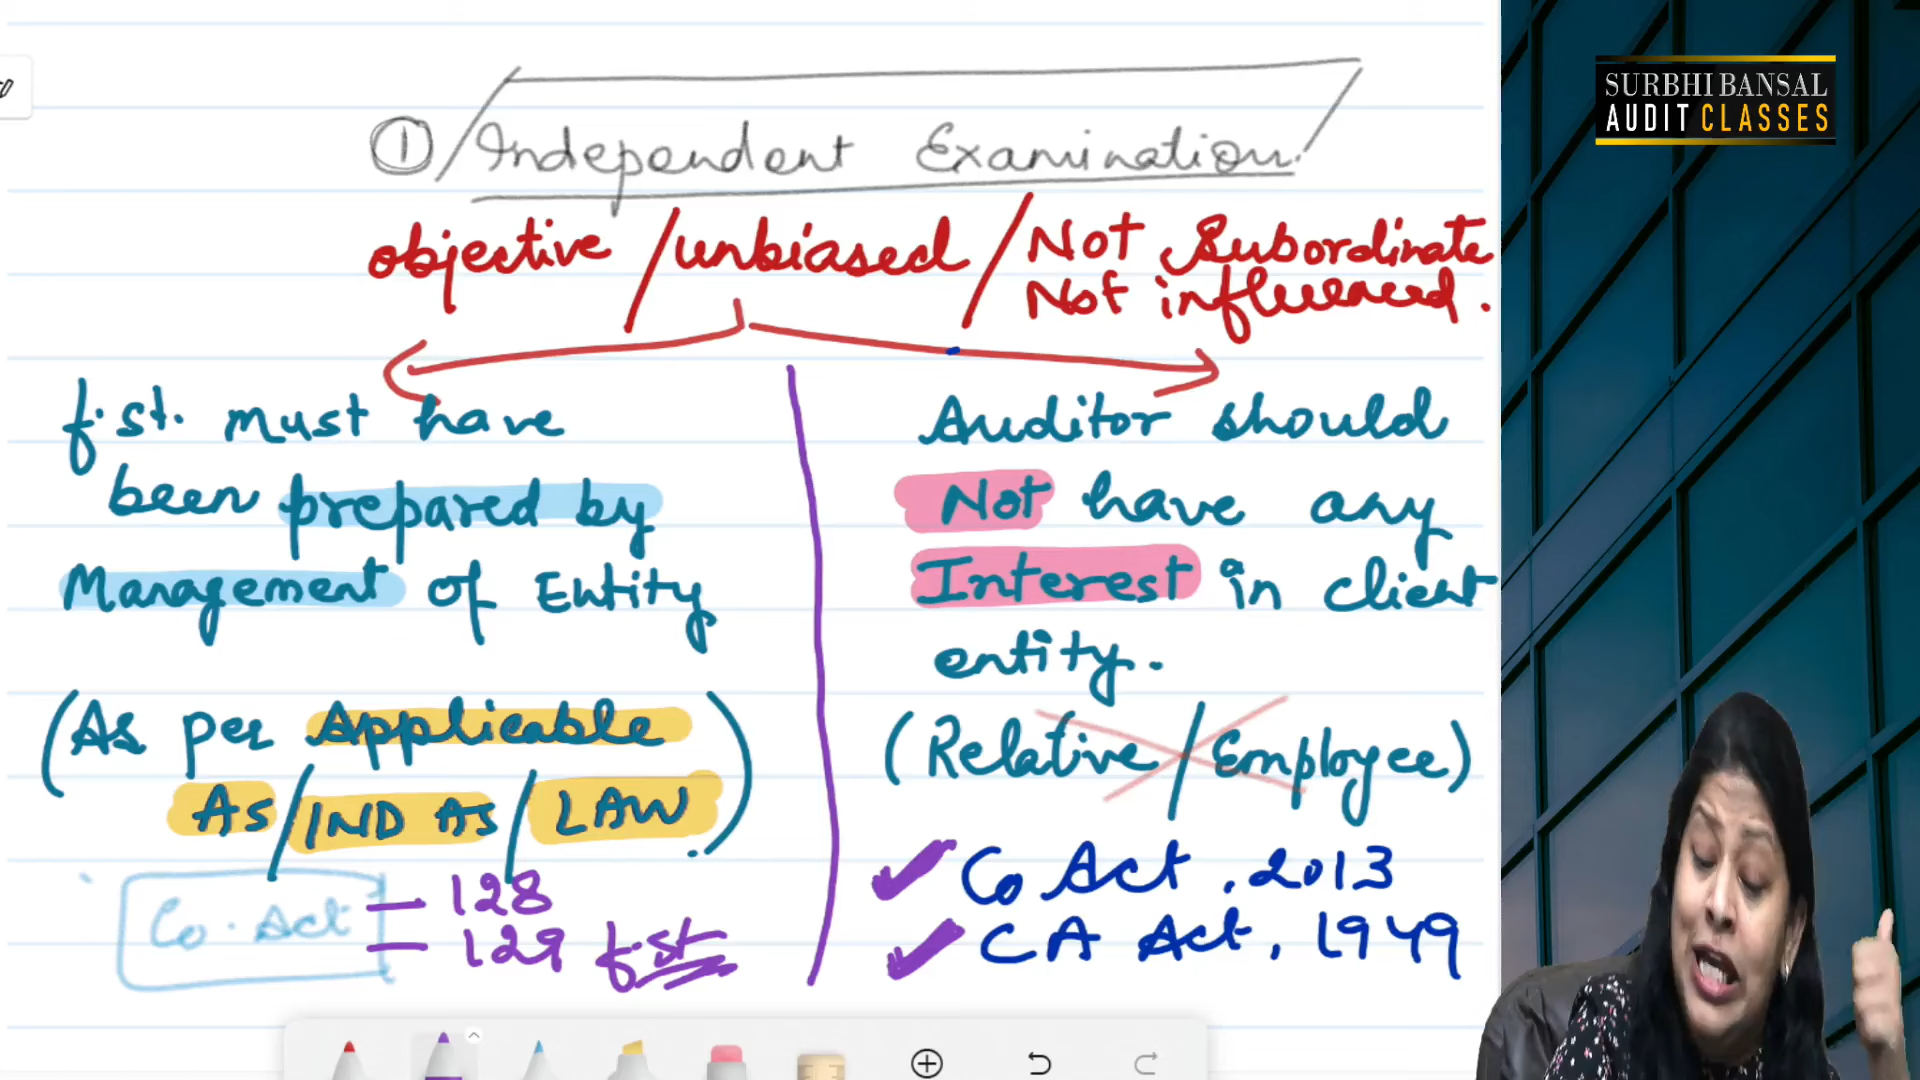 SURBHI BANSAL
AUDIT CLASSES
① Independent Examination.
objective / unbiased / Not Subordinate
Not influenced.
f.st. must have
been prepared by
Management of Entity
(As per Applicable
AS / IND AS / LAW)
Co. Act — 128
— 129 f.st
Auditor should
Not have any
Interest in client
entity.
(Relative / Employee)
✓ Co Act, 2013
✓ CA Act, 1949